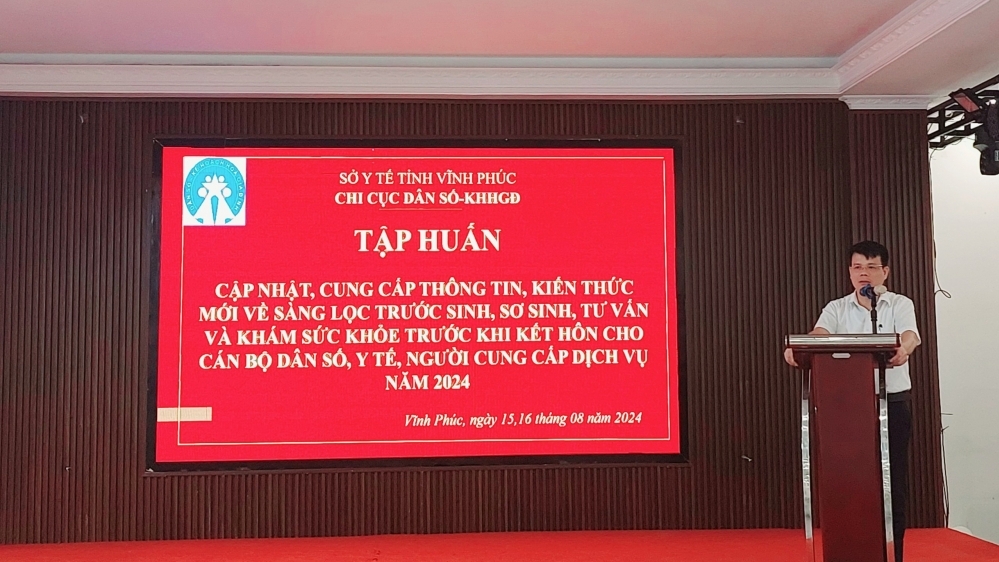 SỞ Y TẾ TỈNH VĨNH PHÚC
CHI CỤC DÂN SỐ-KHHGĐ
TẬP HUẤN
CẬP NHẬT, CUNG CẤP THÔNG TIN, KIẾN THỨC
MỚI VỀ SÀNG LỌC TRƯỚC SINH, SƠ SINH, TƯ VẤN
VÀ KHÁM SỨC KHỎE TRƯỚC KHI KẾT HÔN CHO
CÁN BỘ DÂN SỐ, Y TẾ, NGƯỜI CUNG CẤP DỊCH VỤ
NĂM 2024
Vĩnh Phúc, ngày 15,16 tháng 08 năm 2024